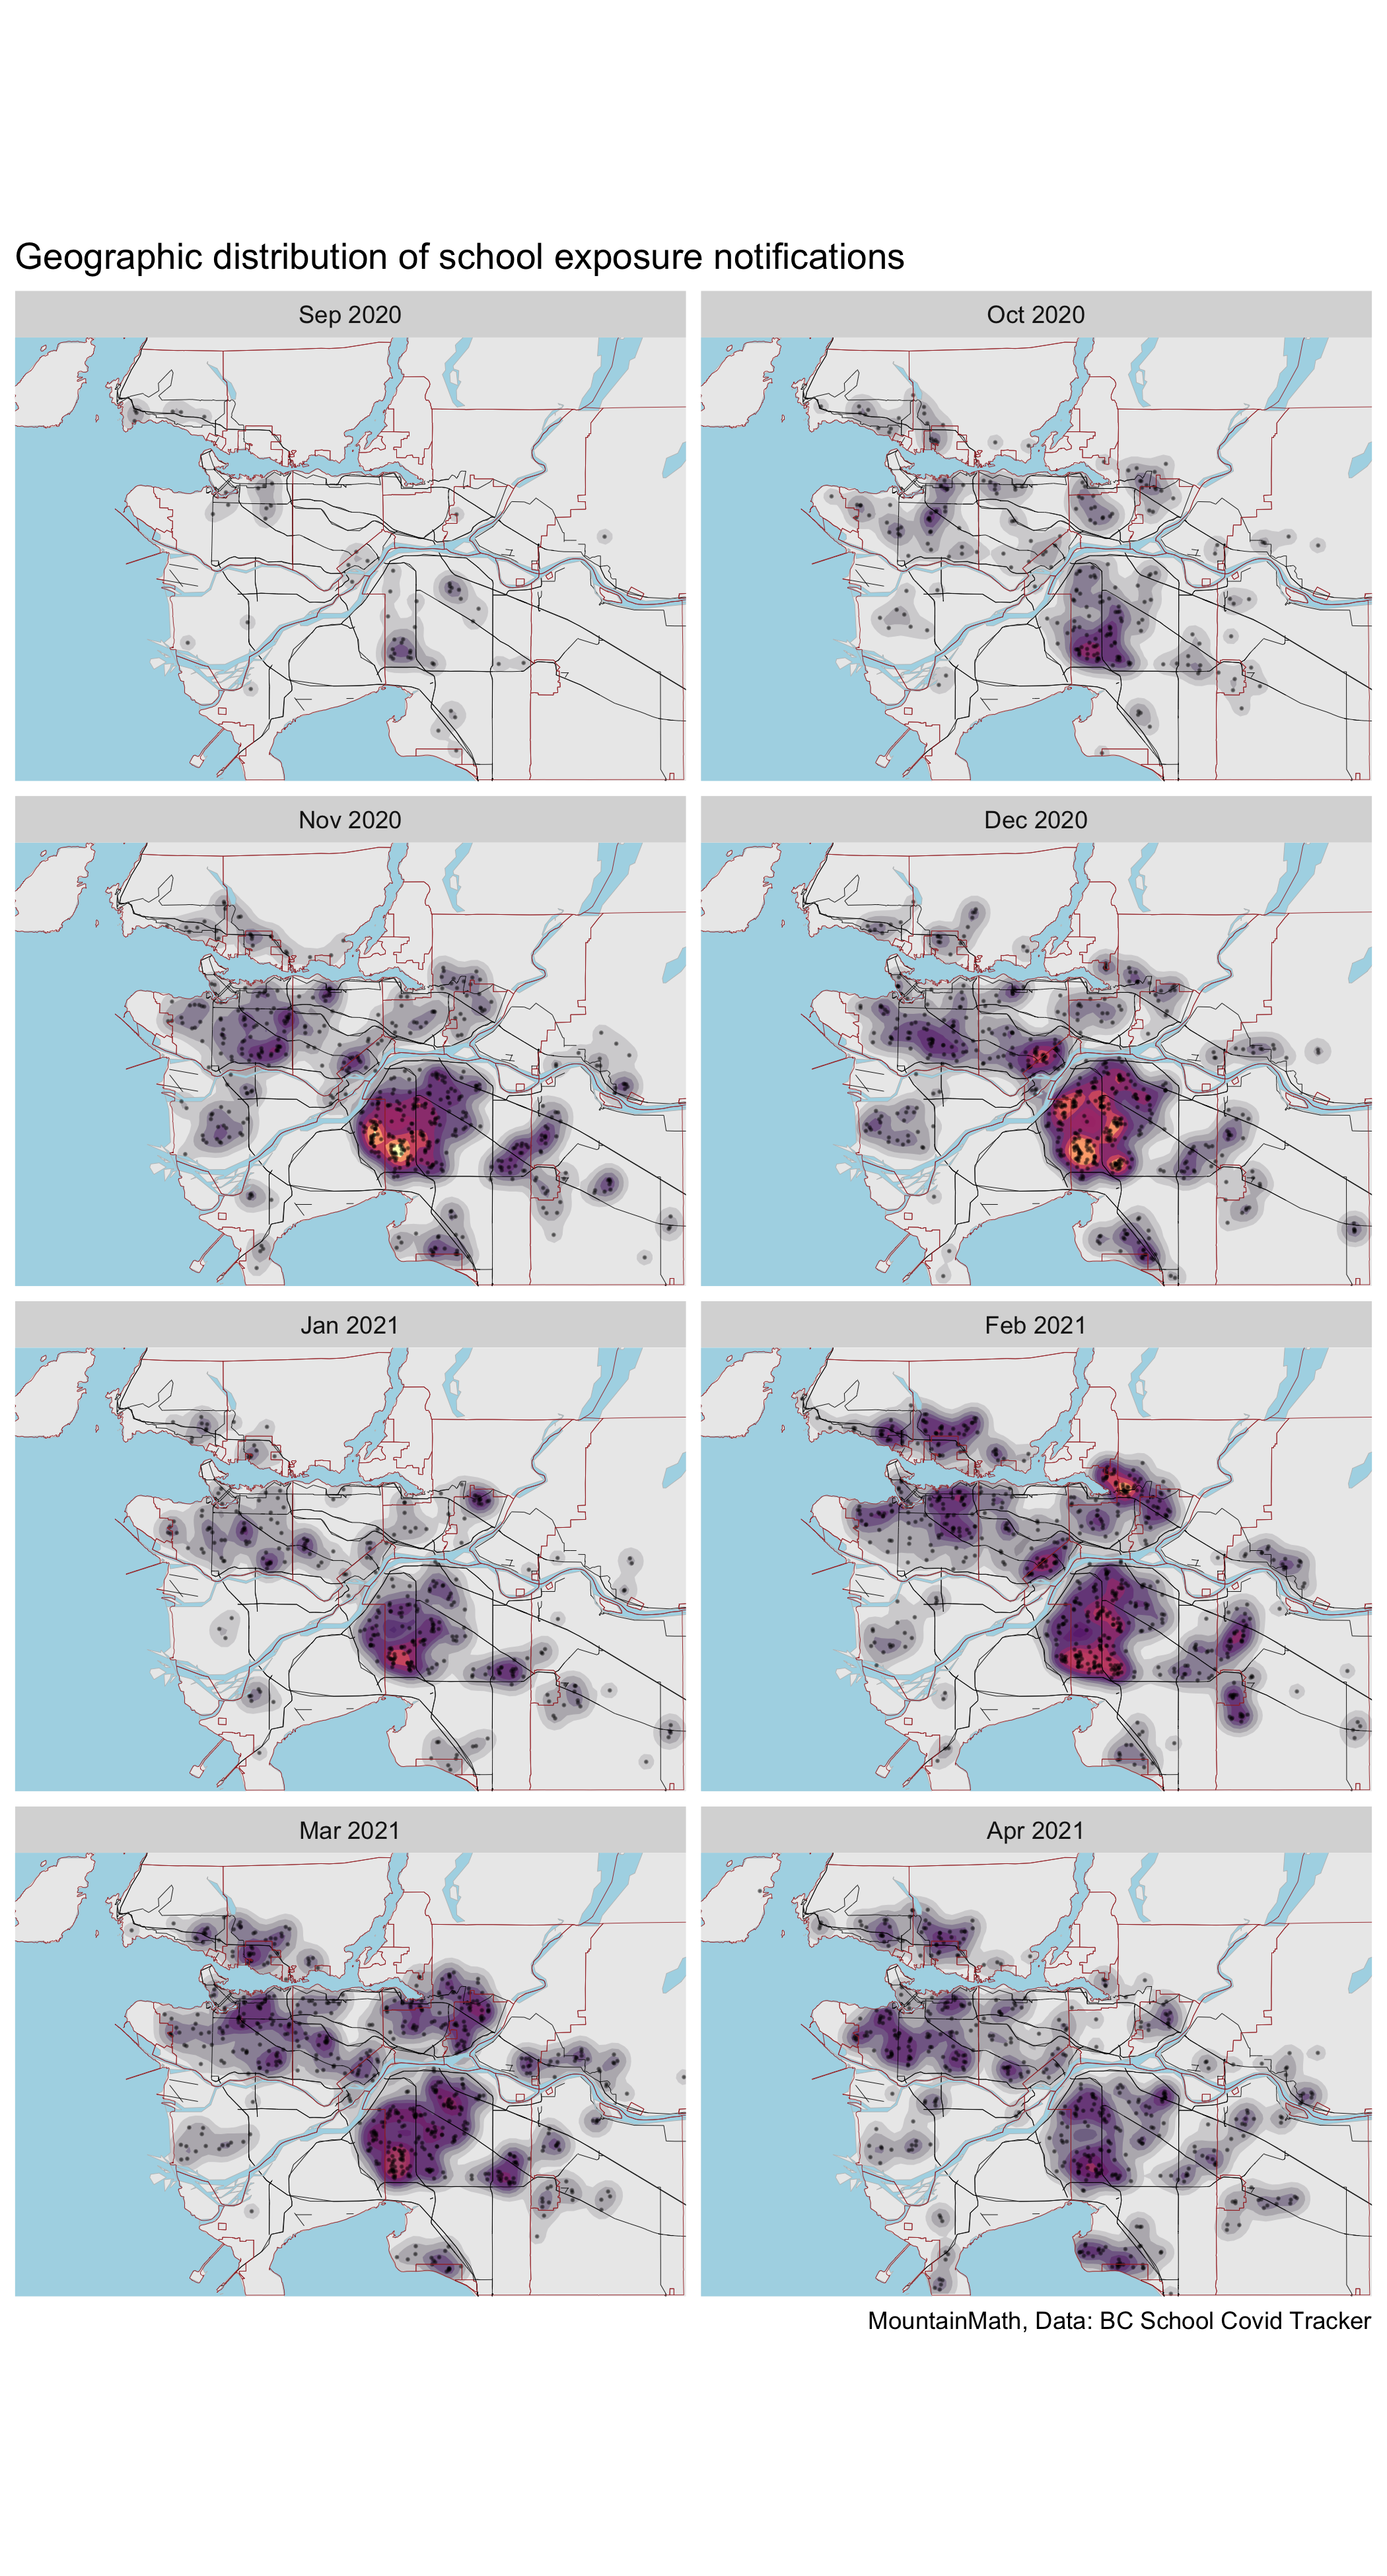 Geographic distribution of school exposure notifications
Sep 2020
Oct 2020
Nov 2020
Dec 2020
Jan 2021
Feb 2021
Mar 2021
Apr 2021
MountainMath, Data: BC School Covid Tracker